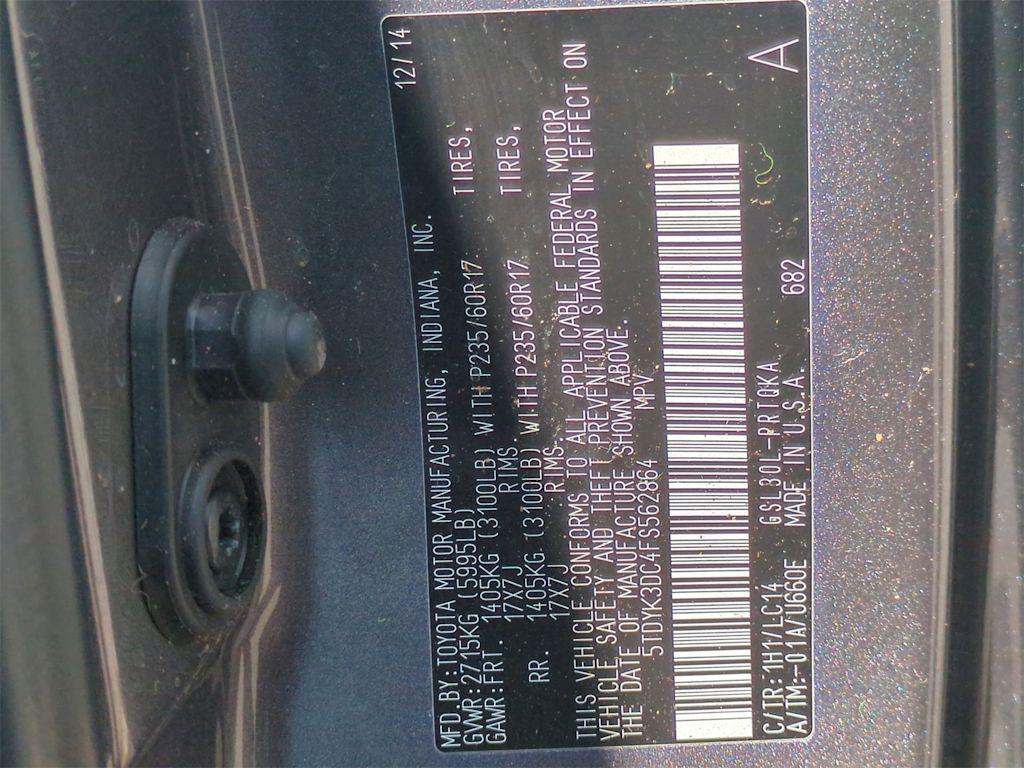 MFD.BY:TOYOTA MOTOR MANUFACTURING, INDIANA, INC. 12/14
GVWR:2715KG (5995LB)
GAWR:FRT. 1405KG (3100LB) WITH P235/60R17 TIRES,
17X7J RIMS.
RR. 1405KG (3100LB) WITH P235/60R17 TIRES,
17X7J RIMS.
THIS VEHICLE CONFORMS TO ALL APPLICABLE FEDERAL MOTOR
VEHICLE SAFETY AND THEFT PREVENTION STANDARDS IN EFFECT ON
THE DATE OF MANUFACTURE SHOWN ABOVE.
5TDYK3DC4FS562864 MPV
C/TR:1H1/LC14 GSL30L-PRTQKA
A/TM:-01A/U660E MADE IN U.S.A. 682 A